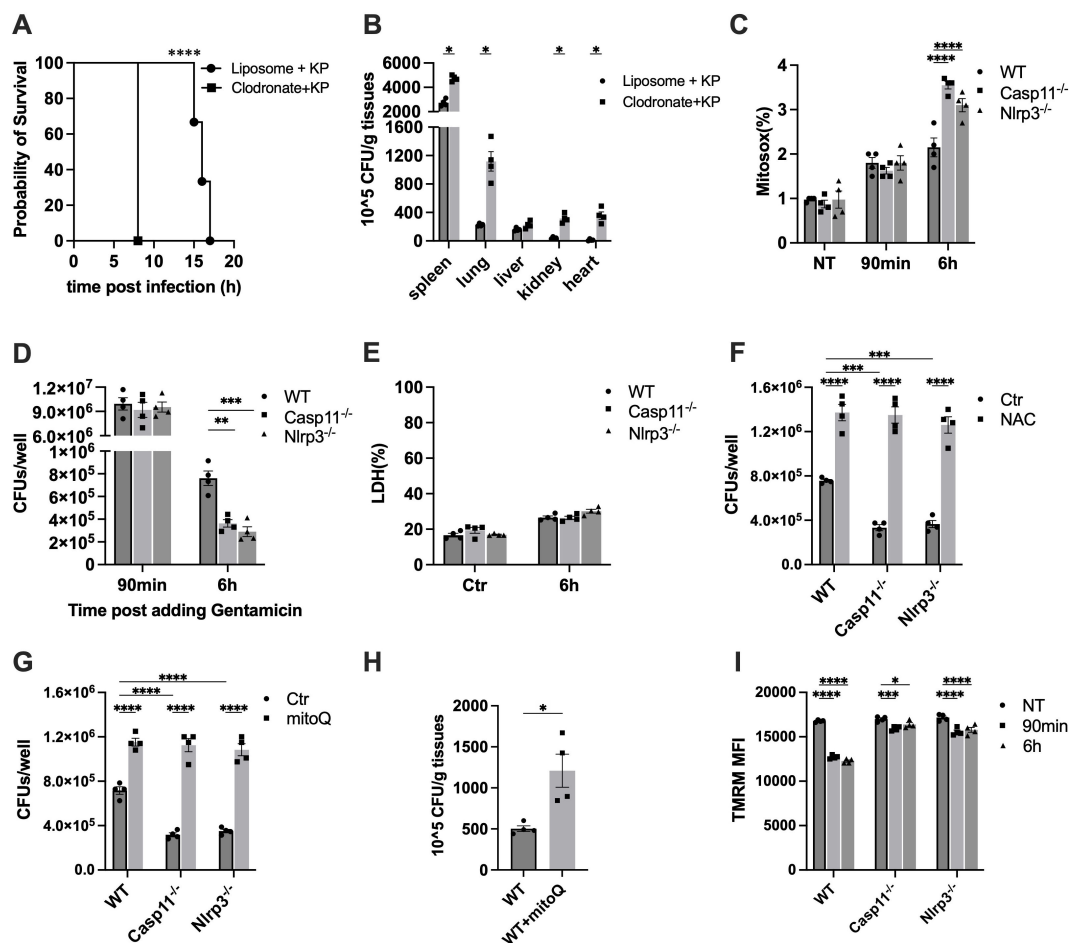 A
****
100
80
60
40
20
0
0 5 10 15 20
Probability of Survival
time post infection (h)
Liposome + KP
Clodronate+KP
B
* * * *
6000
4000
2000
1600
1200
800
400
0
10^5 CFU/g tissues
spleen
lung
liver
kidney
heart
Liposome + KP
Clodronate+KP
C
****
****
4
3
2
1
0
Mitosox(%)
NT 90min 6h
WT
Casp11-/-
Nlrp3-/-
D
1.2×10^7
9.0×10^6
6.0×10^6
1×10^6
8×10^5
6×10^5
4×10^5
2×10^5
0
CFUs/well
***
**
90min 6h
Time post adding Gentamicin
WT
Casp11-/-
Nlrp3-/-
E
100
80
60
40
20
0
LDH(%)
Ctr 6h
WT
Casp11-/-
Nlrp3-/-
F
***
***
**** **** ****
1.6×10^6
1.2×10^6
8.0×10^5
4.0×10^5
0.0
CFUs/well
WT
Casp11-/-
Nlrp3-/-
Ctr
NAC
G
****
****
**** **** ****
1.6×10^6
1.2×10^6
8.0×10^5
4.0×10^5
0.0
CFUs/well
WT
Casp11-/-
Nlrp3-/-
Ctr
mitoQ
H
*
2000
1500
1000
500
0
10^5 CFU/g tissues
WT
WT+mitoQ
I
**** * ****
**** *** ****
20000
15000
10000
5000
0
TMRM MFI
WT
Casp11-/-
Nlrp3-/-
NT
90min
6h